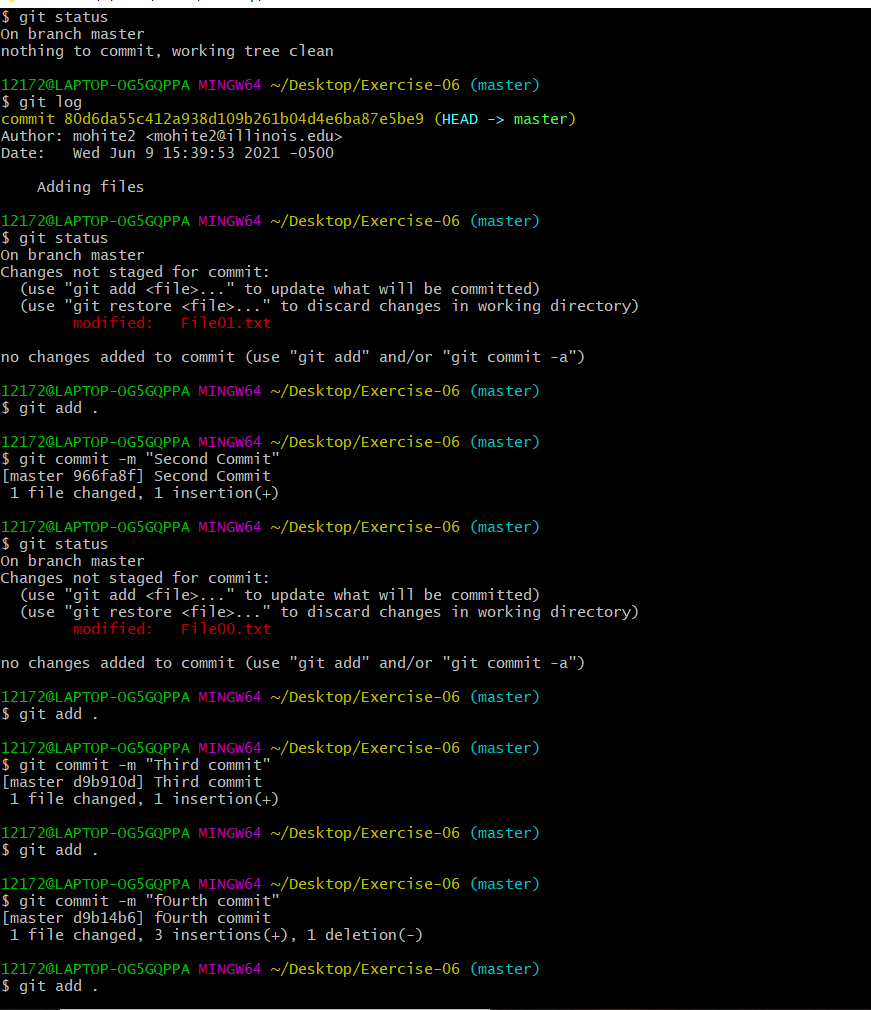 $ git status
On branch master
nothing to commit, working tree clean
12172@LAPTOP-OG5GQPPA MINGW64 ~/Desktop/Exercise-06 (master)
$ git log
commit 80d6da55c412a938d109b261b04d4e6ba87e5be9 (HEAD -> master)
Author: mohite2 <mohite2@illinois.edu>
Date:   Wed Jun 9 15:39:53 2021 -0500
    Adding files
12172@LAPTOP-OG5GQPPA MINGW64 ~/Desktop/Exercise-06 (master)
$ git status
On branch master
Changes not staged for commit:
  (use "git add <file>..." to update what will be committed)
  (use "git restore <file>..." to discard changes in working directory)
        modified:   File01.txt
no changes added to commit (use "git add" and/or "git commit -a")
12172@LAPTOP-OG5GQPPA MINGW64 ~/Desktop/Exercise-06 (master)
$ git add .
12172@LAPTOP-OG5GQPPA MINGW64 ~/Desktop/Exercise-06 (master)
$ git commit -m "Second Commit"
[master 966fa8f] Second Commit
 1 file changed, 1 insertion(+)
12172@LAPTOP-OG5GQPPA MINGW64 ~/Desktop/Exercise-06 (master)
$ git status
On branch master
Changes not staged for commit:
  (use "git add <file>..." to update what will be committed)
  (use "git restore <file>..." to discard changes in working directory)
        modified:   File00.txt
no changes added to commit (use "git add" and/or "git commit -a")
12172@LAPTOP-OG5GQPPA MINGW64 ~/Desktop/Exercise-06 (master)
$ git add .
12172@LAPTOP-OG5GQPPA MINGW64 ~/Desktop/Exercise-06 (master)
$ git commit -m "Third commit"
[master d9b910d] Third commit
 1 file changed, 1 insertion(+)
12172@LAPTOP-OG5GQPPA MINGW64 ~/Desktop/Exercise-06 (master)
$ git add .
12172@LAPTOP-OG5GQPPA MINGW64 ~/Desktop/Exercise-06 (master)
$ git commit -m "fOurth commit"
[master d9b14b6] fOurth commit
 1 file changed, 3 insertions(+), 1 deletion(-)
12172@LAPTOP-OG5GQPPA MINGW64 ~/Desktop/Exercise-06 (master)
$ git add .